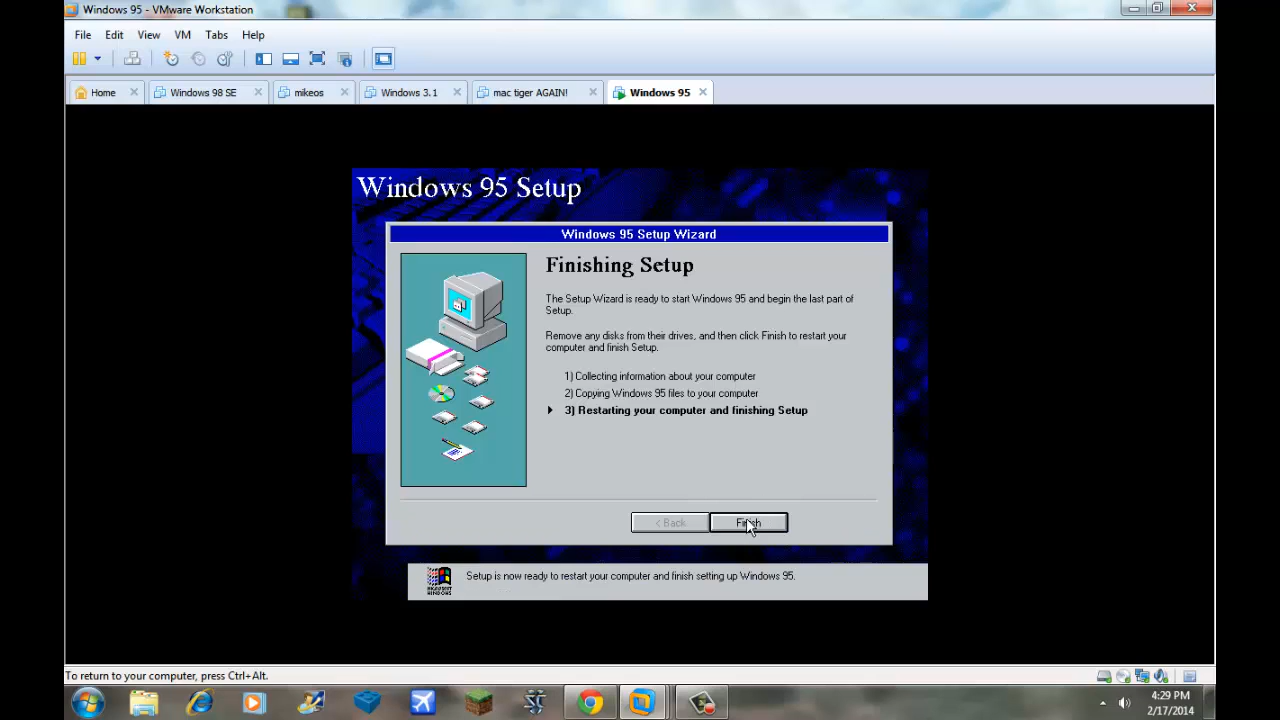 Windows 95 - VMware Workstation
File Edit View VM Tabs Help
Home Windows 98 SE mikeos Windows 3.1 mac tiger AGAIN! Windows 95
Windows 95 Setup
Windows 95 Setup Wizard
Finishing Setup
The Setup Wizard is ready to start Windows 95 and begin the last part of
Setup.
Remove any disks from their drives, and then click Finish to restart your
computer and finish Setup.
1) Collecting information about your computer
2) Copying Windows 95 files to your computer
3) Restarting your computer and finishing Setup
< Back Finish
MICROSOFT
WINDOWS
Setup is now ready to restart your computer and finish setting up Windows 95.
To return to your computer, press Ctrl+Alt.
4:29 PM
2/17/2014